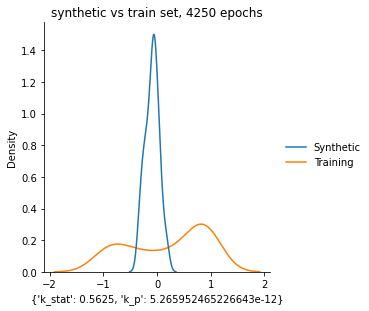 synthetic vs train set, 4250 epochs
Density
1.4
1.2
1.0
0.8
0.6
0.4
0.2
0.0
−2
−1
0
1
2
Synthetic
Training
{'k_stat': 0.5625, 'k_p': 5.265952465226643e-12}